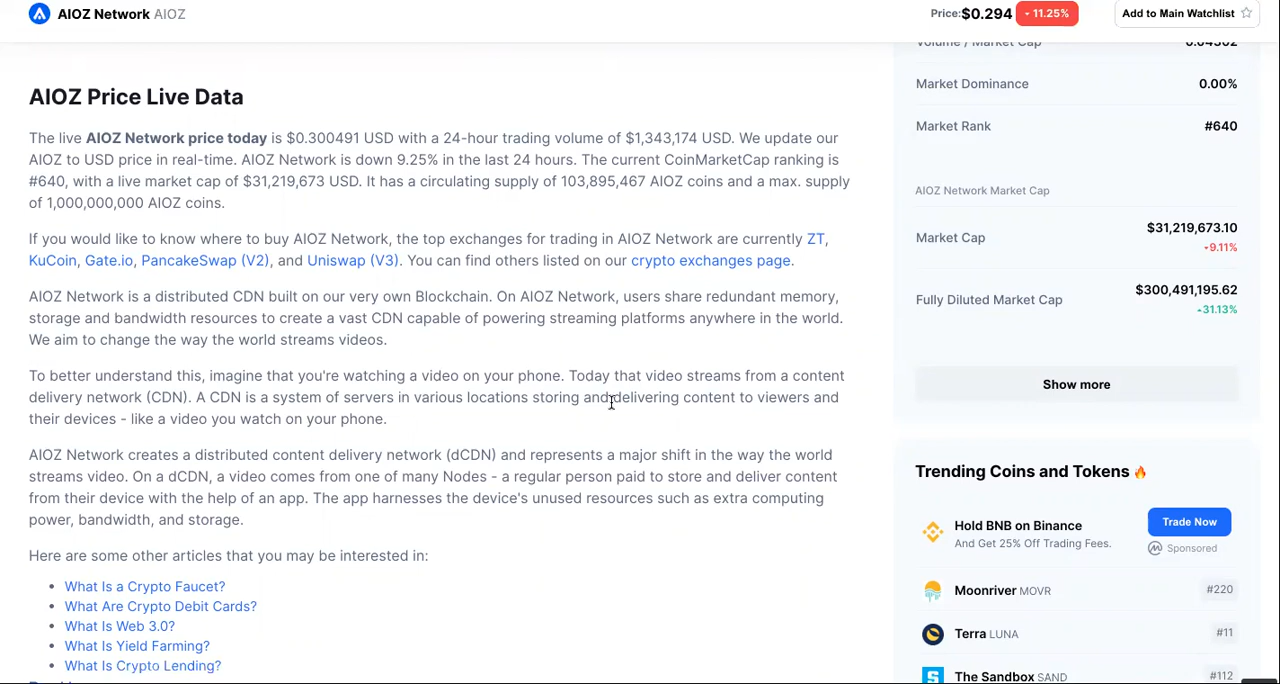 AIOZ Network AIOZ
Price:$0.294 11.25%
Add to Main Watchlist
AIOZ Price Live Data
The live AIOZ Network price today is $0.300491 USD with a 24-hour trading volume of $1,343,174 USD. We update our
AIOZ to USD price in real-time. AIOZ Network is down 9.25% in the last 24 hours. The current CoinMarketCap ranking is
#640, with a live market cap of $31,219,673 USD. It has a circulating supply of 103,895,467 AIOZ coins and a max. supply
of 1,000,000,000 AIOZ coins.
If you would like to know where to buy AIOZ Network, the top exchanges for trading in AIOZ Network are currently ZT,
KuCoin, Gate.io, PancakeSwap (V2), and Uniswap (V3). You can find others listed on our crypto exchanges page.
AIOZ Network is a distributed CDN built on our very own Blockchain. On AIOZ Network, users share redundant memory,
storage and bandwidth resources to create a vast CDN capable of powering streaming platforms anywhere in the world.
We aim to change the way the world streams videos.
To better understand this, imagine that you're watching a video on your phone. Today that video streams from a content
delivery network (CDN). A CDN is a system of servers in various locations storing and delivering content to viewers and
their devices - like a video you watch on your phone.
AIOZ Network creates a distributed content delivery network (dCDN) and represents a major shift in the way the world
streams video. On a dCDN, a video comes from one of many Nodes - a regular person paid to store and deliver content
from their device with the help of an app. The app harnesses the device's unused resources such as extra computing
power, bandwidth, and storage.
Here are some other articles that you may be interested in:
• What Is a Crypto Faucet?
• What Are Crypto Debit Cards?
• What Is Web 3.0?
• What Is Yield Farming?
• What Is Crypto Lending?
Volume / Market Cap 0.04302
Market Dominance 0.00%
Market Rank #640
AIOZ Network Market Cap
Market Cap $31,219,673.10
9.11%
Fully Diluted Market Cap $300,491,195.62
31.13%
Show more
Trending Coins and Tokens
Hold BNB on Binance
And Get 25% Off Trading Fees.
Trade Now
Sponsored
Moonriver MOVR #220
Terra LUNA #11
The Sandbox SAND #112